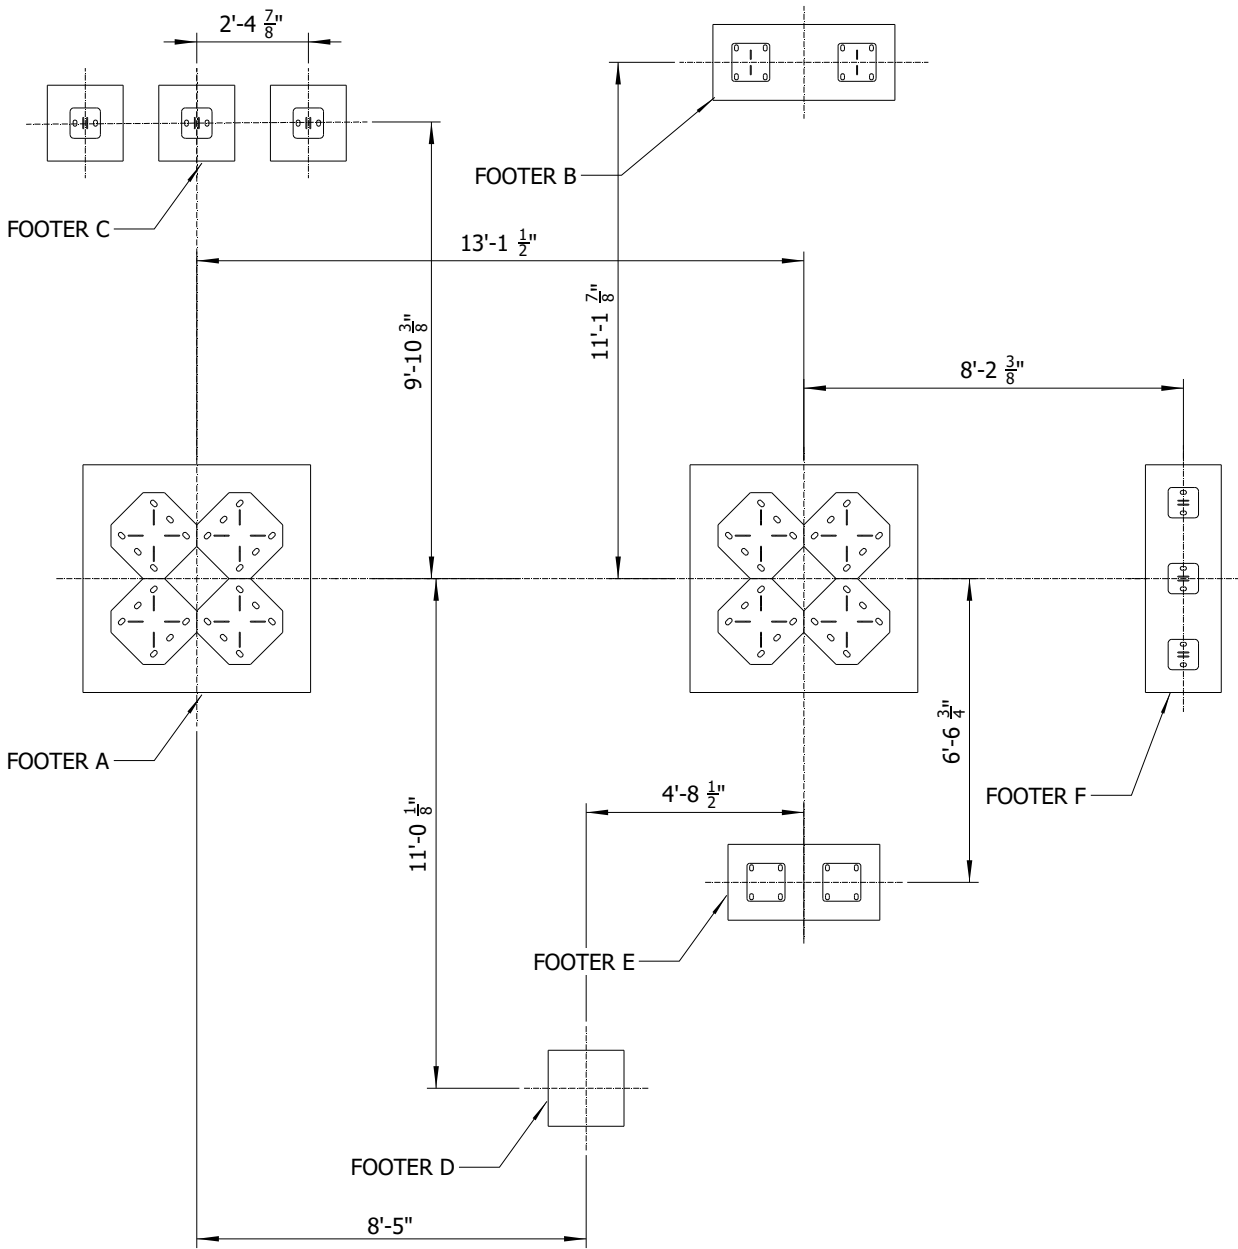 2'-4 7/8"
FOOTER B
FOOTER C
13'-1 1/2"
11'-1 7/8"
9'-10 3/8"
8'-2 3/8"
FOOTER A
6'-6 3/4"
4'-8 1/2"
FOOTER F
11'-0 1/8"
FOOTER E
FOOTER D
8'-5"